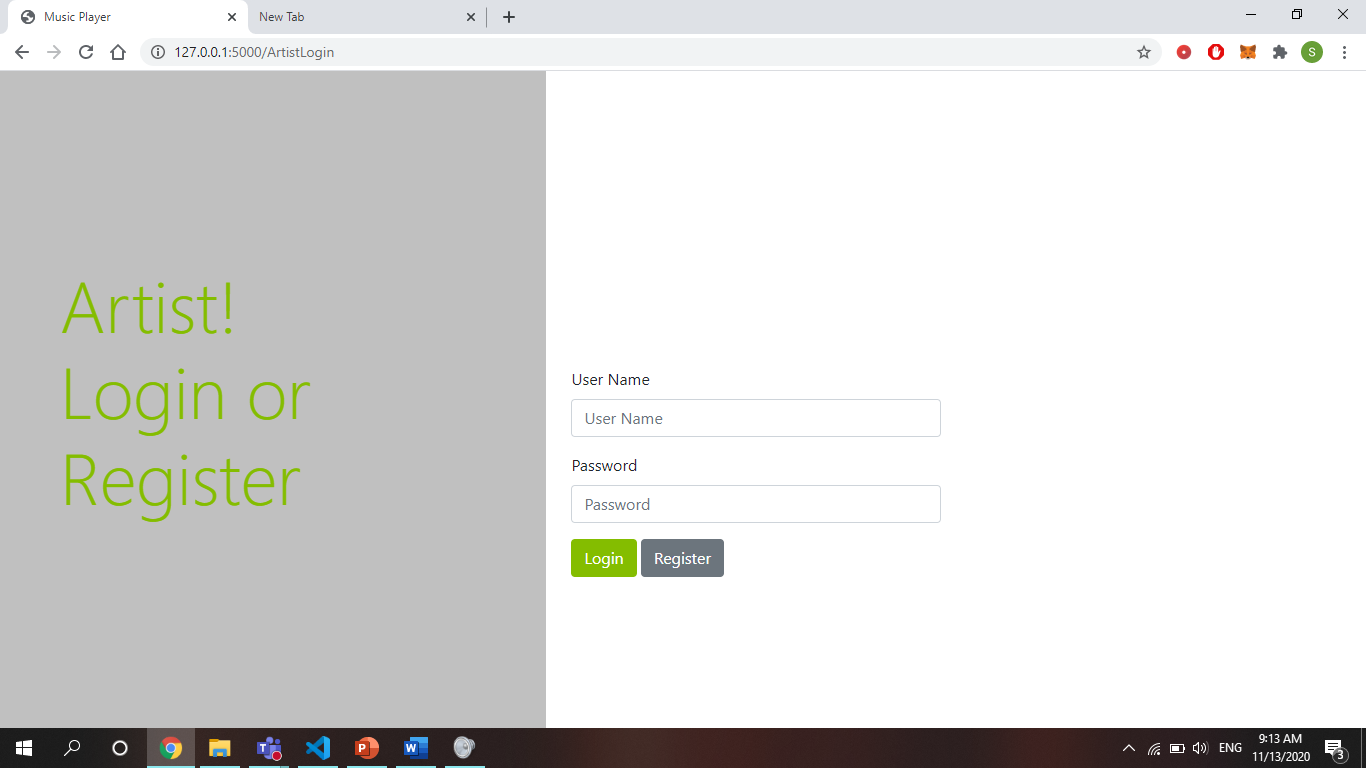 Music Player
New Tab
127.0.0.1:5000/ArtistLogin
S
Artist!
Login or
Register
User Name
User Name
Password
Password
Login Register
ENG
9:13 AM
11/13/2020
3